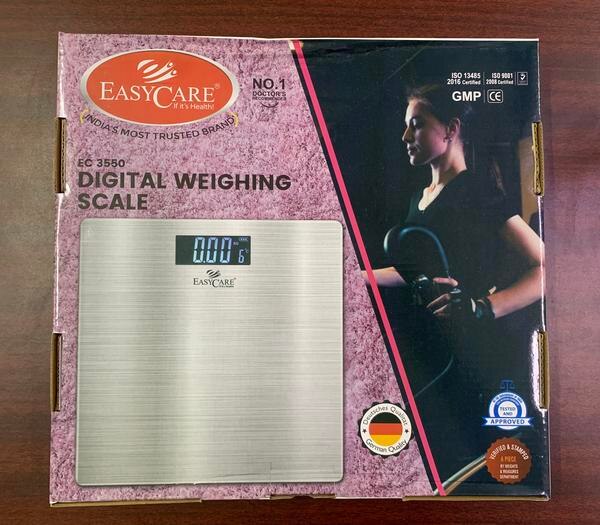 EASYCARE®
If it's Health!
INDIA'S MOST TRUSTED BRAND
NO.1
DOCTOR'S
RECOMMENDED
ISO 13485
2016 Certified
ISO 9001
2008 Certified
GMP
CE
EC 3550
DIGITAL WEIGHING
SCALE
0.00
EASYCARE®
Deutsches Qualität
German Quality
TESTED
AND
APPROVED
VERIFIED & STAMPED
A PIECE
BY WEIGHTS
& MEASURES
DEPARTMENT